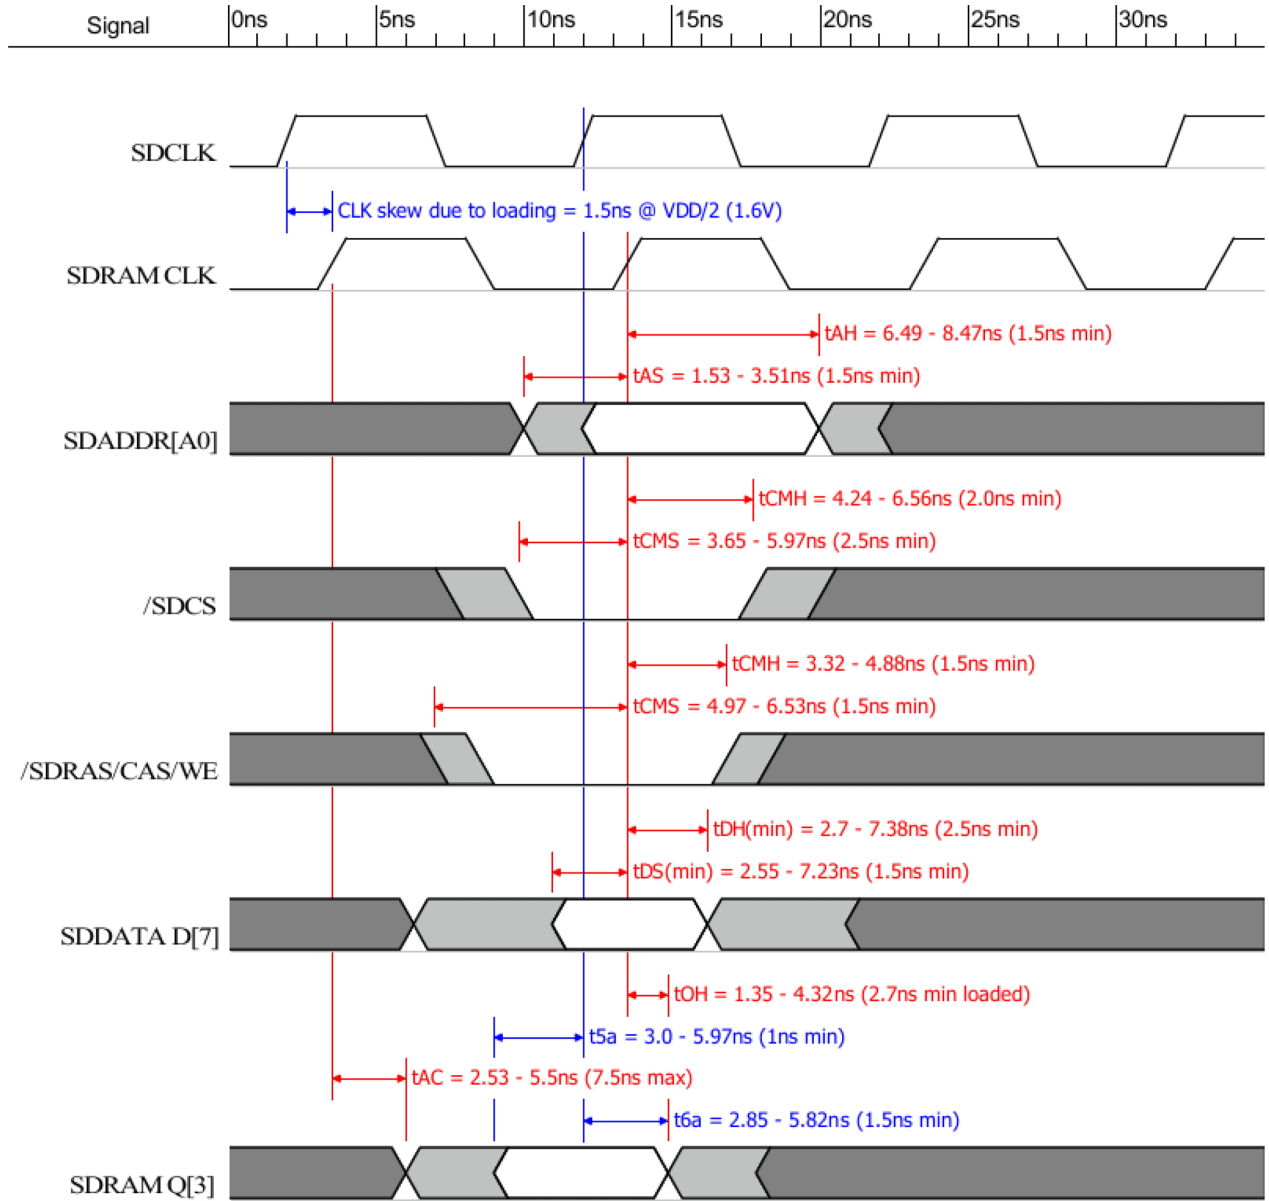 Signal 0ns 5ns 10ns 15ns 20ns 25ns 30ns
SDCLK
CLK skew due to loading = 1.5ns @ VDD/2 (1.6V)
SDRAM CLK
tAH = 6.49 - 8.47ns (1.5ns min)
tAS = 1.53 - 3.51ns (1.5ns min)
SDADDR[A0]
tCMH = 4.24 - 6.56ns (2.0ns min)
tCMS = 3.65 - 5.97ns (2.5ns min)
/SDCS
tCMH = 3.32 - 4.88ns (1.5ns min)
tCMS = 4.97 - 6.53ns (1.5ns min)
/SDRAS/CAS/WE
tDH(min) = 2.7 - 7.38ns (2.5ns min)
tDS(min) = 2.55 - 7.23ns (1.5ns min)
SDDATA D[7]
tOH = 1.35 - 4.32ns (2.7ns min loaded)
t5a = 3.0 - 5.97ns (1ns min)
tAC = 2.53 - 5.5ns (7.5ns max)
t6a = 2.85 - 5.82ns (1.5ns min)
SDRAM Q[3]